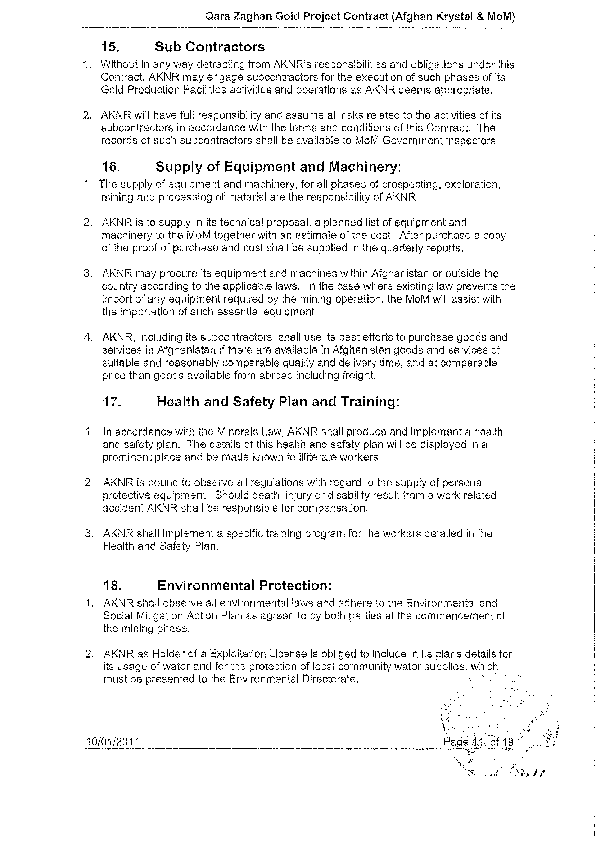 Qara Zaghan Gold Project Contract (Afghan Krystal & MoM)
15. Sub Contractors
1. Without in any way detracting from AKNR's responsibilities and obligations under this
Contract, AKNR may engage subcontractors for the execution of such phases of its
Gold Production Facilities activities and operations as AKNR deems appropriate.
2. AKNR will have full responsibility and assume all risks related to the activities of its
subcontractors in accordance with the terms and conditions of this Contract. The
records of such subcontractors shall be available to MoM Government Inspectors
16. Supply of Equipment and Machinery:
1. The supply of equipment and machinery, for all phases of prospecting, exploration,
mining and processing of material are the responsibility of AKNR
2. AKNR is to supply in its technical proposal, a planned list of equipment and
machinery to the MoM together with an estimate of the cost. After purchase a copy
of the proof of purchase and cost shall be supplied in the quarterly reports.
3. AKNR may procure its equipment and machines within Afghanistan or outside the
country according to the applicable laws. In the case where existing law prevents the
import of any equipment required by the mining operation, the MoM will assist with
the importation of such essential equipment
4. AKNR, including its subcontractors, shall use its best efforts to purchase goods and
services in Afghanistan if there are available in Afghanistan goods and services of
suitable and reasonably comparable quality and delivery time, and at comparable
price than goods available from abroad including freight.
17. Health and Safety Plan and Training:
1. In accordance with the Minerals Law, AKNR shall produce and implement a health
and safety plan. The details of this health and safety plan will be displayed in a
prominent place and be made known to illiterate workers
2. AKNR is bound to observe all regulations with regard to the supply of personal
protective equipment. Should death, injury or disability result from a work related
accident AKNR shall be responsible for compensation.
3. AKNR shall implement a specific training program for the workers detailed in the
Health and Safety Plan.
18. Environmental Protection:
1. AKNR shall observe all environmental laws and adhere to the Environmental and
Social Mitigation Action Plan as agreed to by both parties at the commencement of
the mining phase.
2. AKNR as Holder of a Exploitation License is obliged to include in its plans details for
its usage of water and for the protection of local community water supplies, which
must be presented to the Environmental Directorate.
Page 11 of 19